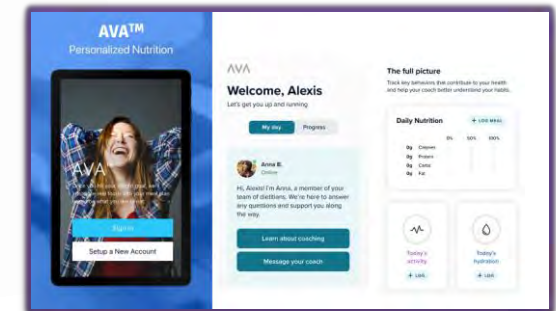 AVA™
Personalized Nutrition
AVA
Sign In
Setup a New Account
AVA
Welcome, Alexis
Let's get you up and running
My day
Progress
Anna B.
Online
Hi, Alexis! I'm Anna, a member of your
team of dietitians. We're here to answer
any questions and support you along
the way.
Learn about coaching
Message your coach
The full picture
Track key behaviors that contribute to your health
and help your coach better understand your habits.
Daily Nutrition
+ LOG MEAL
0% 50% 100%
0g Calories
0g Protein
0g Carbs
0g Fat
Today's
activity
+ LOG
Today's
hydration
+ LOG